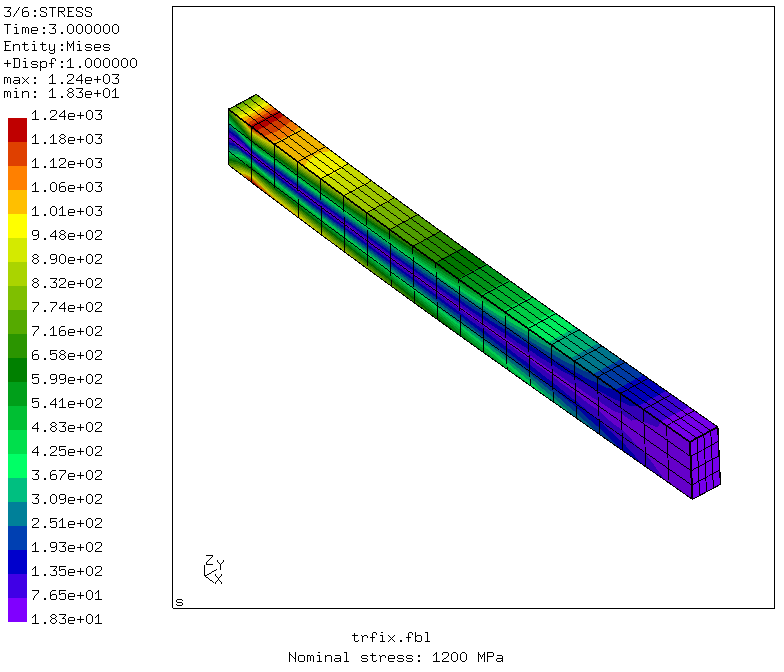 3/6:STRESS
Time:3.000000
Entity:Mises
+Dispf:1.000000
max: 1.24e+03
min: 1.83e+01
1.24e+03
1.18e+03
1.12e+03
1.06e+03
1.01e+03
9.48e+02
8.90e+02
8.32e+02
7.74e+02
7.16e+02
6.58e+02
5.99e+02
5.41e+02
4.83e+02
4.25e+02
3.67e+02
3.09e+02
2.51e+02
1.93e+02
1.35e+02
7.65e+01
1.83e+01
Z
Y
X
s
trfix.fbl
Nominal stress: 1200 MPa